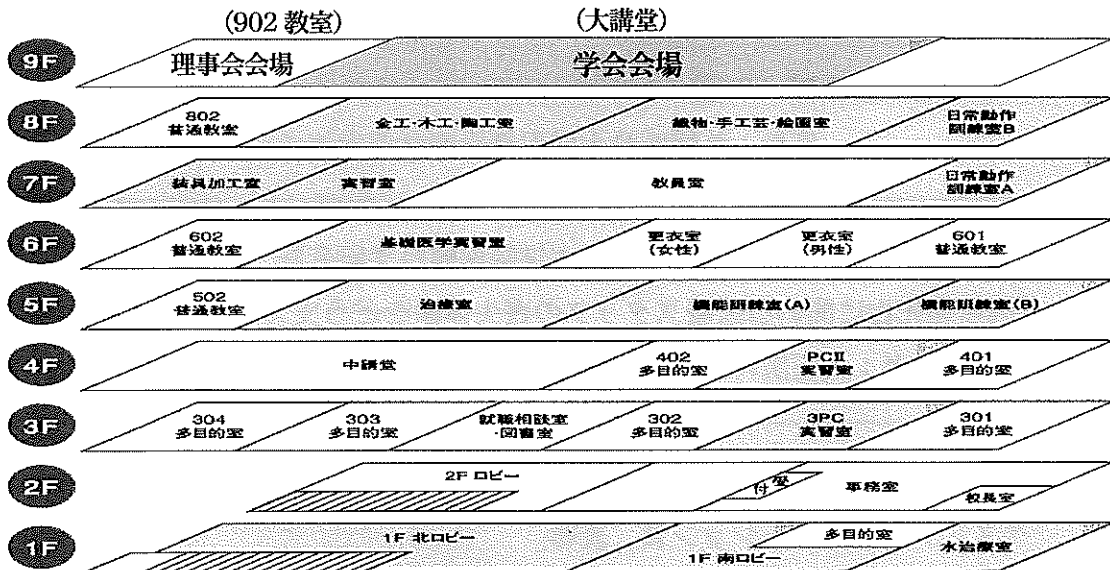 (902 教室)
(大講堂)
9F
理事会会場
学会会場
8F
802
普通教室
金工・木工・陶工室
織物・手工芸・絵画室
日常動作
訓練室B
7F
装具加工室
実習室
教員室
日常動作
訓練室A
6F
602
普通教室
基礎医学実習室
更衣室
(女性)
更衣室
(男性)
601
普通教室
5F
502
普通教室
治療室
機能訓練室(A)
機能訓練室(B)
4F
中講堂
402
多目的室
PCII
実習室
401
多目的室
3F
304
多目的室
303
多目的室
就職相談室
・図書室
302
多目的室
3PC
実習室
301
多目的室
2F
2F ロビー
受付
事務室
校長室
1F
1F 北ロビー
1F 南ロビー
多目的室
水治療室